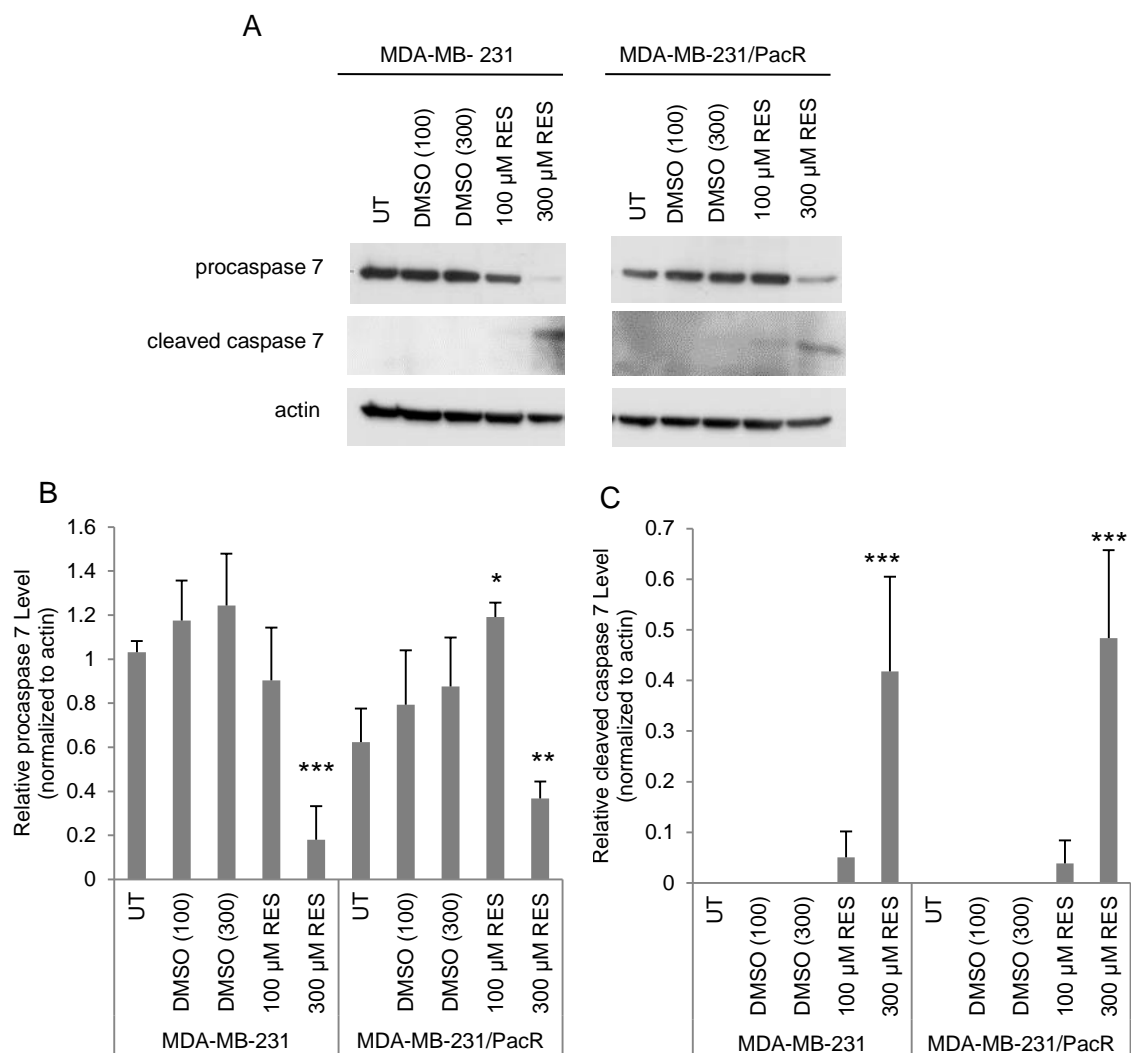 A
MDA-MB- 231
MDA-MB-231/PacR
UT
DMSO (100)
DMSO (300)
100 µM RES
300 µM RES
UT
DMSO (100)
DMSO (300)
100 µM RES
300 µM RES
procaspase 7
cleaved caspase 7
actin
B
Relative procaspase 7 Level
(normalized to actin)
1.6
1.4
1.2
1
0.8
0.6
0.4
0.2
0
***
*
**
UT
DMSO (100)
DMSO (300)
100 µM RES
300 µM RES
UT
DMSO (100)
DMSO (300)
100 µM RES
300 µM RES
MDA-MB-231
MDA-MB-231/PacR
C
Relative cleaved caspase 7 Level
(normalized to actin)
0.7
0.6
0.5
0.4
0.3
0.2
0.1
0
***
***
UT
DMSO (100)
DMSO (300)
100 µM RES
300 µM RES
UT
DMSO (100)
DMSO (300)
100 µM RES
300 µM RES
MDA-MB-231
MDA-MB-231/PacR